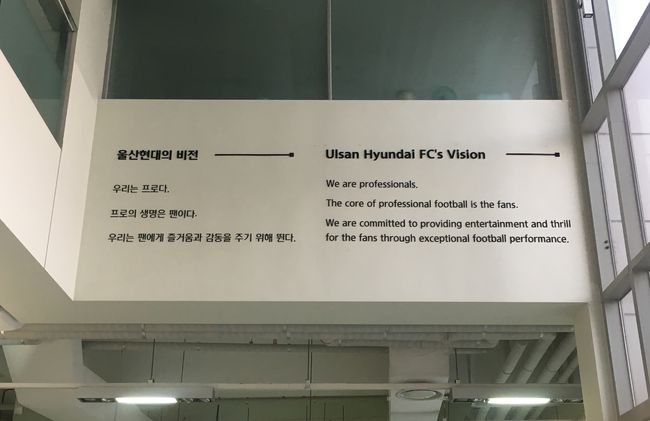 울산현대의 비전
우리는 프로다.
프로의 생명은 팬이다.
우리는 팬에게 즐거움과 감동을 주기 위해 뛴다.
Ulsan Hyundai FC's Vision
We are professionals.
The core of professional football is the fans.
We are committed to providing entertainment and thrill
for the fans through exceptional football performance.